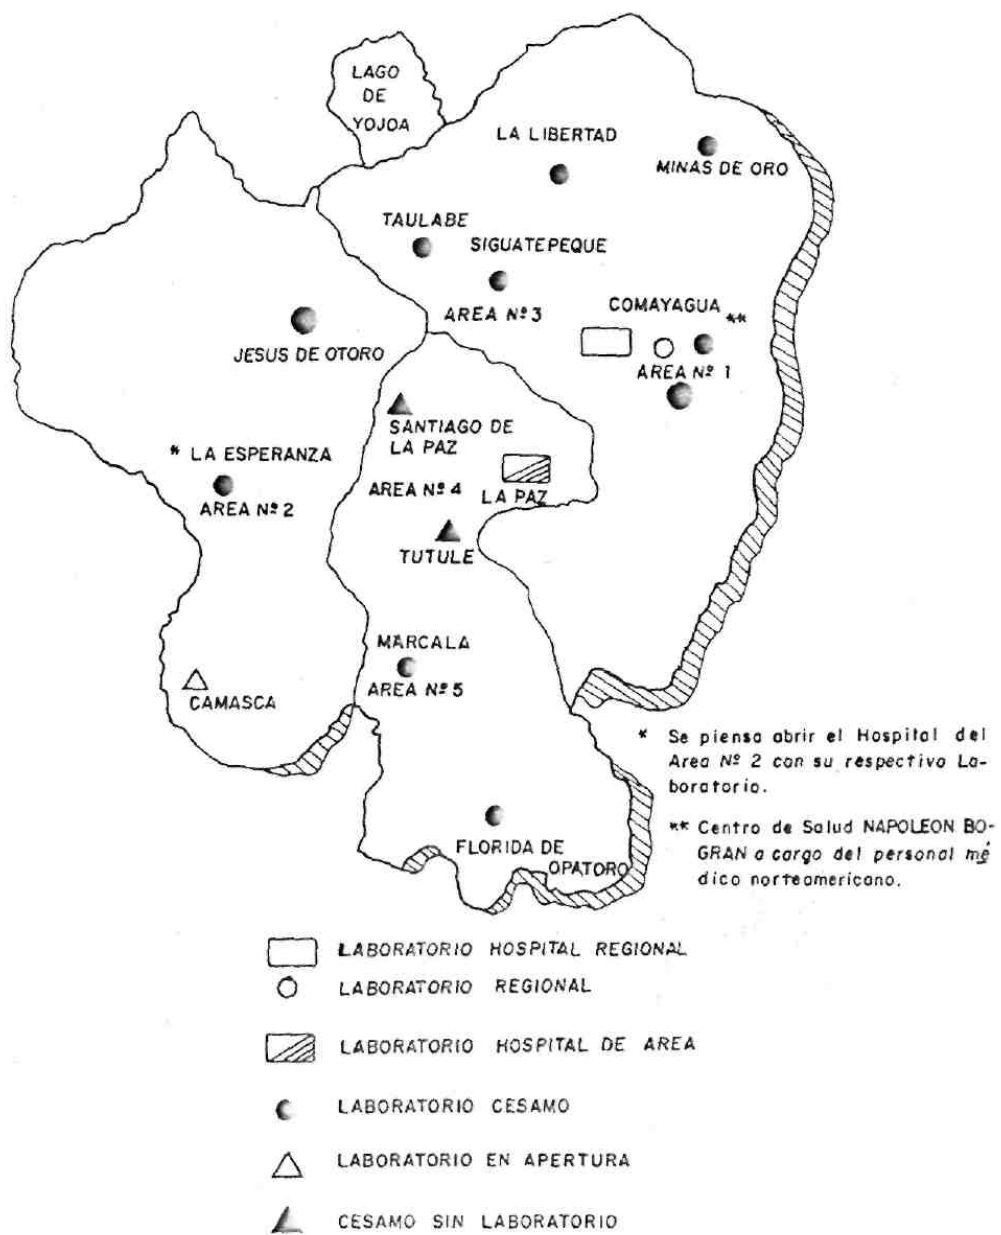 LAGO
DE
YOJOA
LA LIBERTAD
MINAS DE ORO
TAULABE
SIGUATEPEQUE
AREA Nº 3
COMAYAGUA **
AREA Nº 1
JESUS DE OTORO
SANTIAGO DE
LA PAZ
* LA ESPERANZA
AREA Nº 2
AREA Nº 4
LA PAZ
TUTULE
MARCALA
AREA Nº 5
CAMASCA
FLORIDA DE
OPATORO
* Se piensa abrir el Hospital del
Area Nº 2 con su respectivo La-
boratorio.
** Centro de Salud NAPOLEON BO-
GRAN a cargo del personal mé
dico norteamericano.
LABORATORIO HOSPITAL REGIONAL
LABORATORIO REGIONAL
LABORATORIO HOSPITAL DE AREA
LABORATORIO CESAMO
LABORATORIO EN APERTURA
CESAMO SIN LABORATORIO